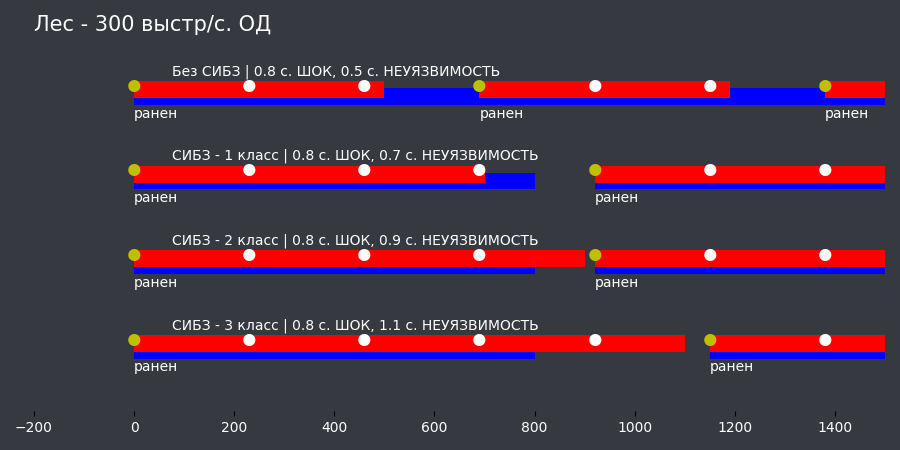 Лес - 300 выстр/с. ОД
Без СИБЗ | 0.8 с. ШОК, 0.5 с. НЕУЯЗВИМОСТЬ
ранен ранен ранен
СИБЗ - 1 класс | 0.8 с. ШОК, 0.7 с. НЕУЯЗВИМОСТЬ
ранен ранен
СИБЗ - 2 класс | 0.8 с. ШОК, 0.9 с. НЕУЯЗВИМОСТЬ
ранен ранен
СИБЗ - 3 класс | 0.8 с. ШОК, 1.1 с. НЕУЯЗВИМОСТЬ
ранен ранен
−200 0 200 400 600 800 1000 1200 1400